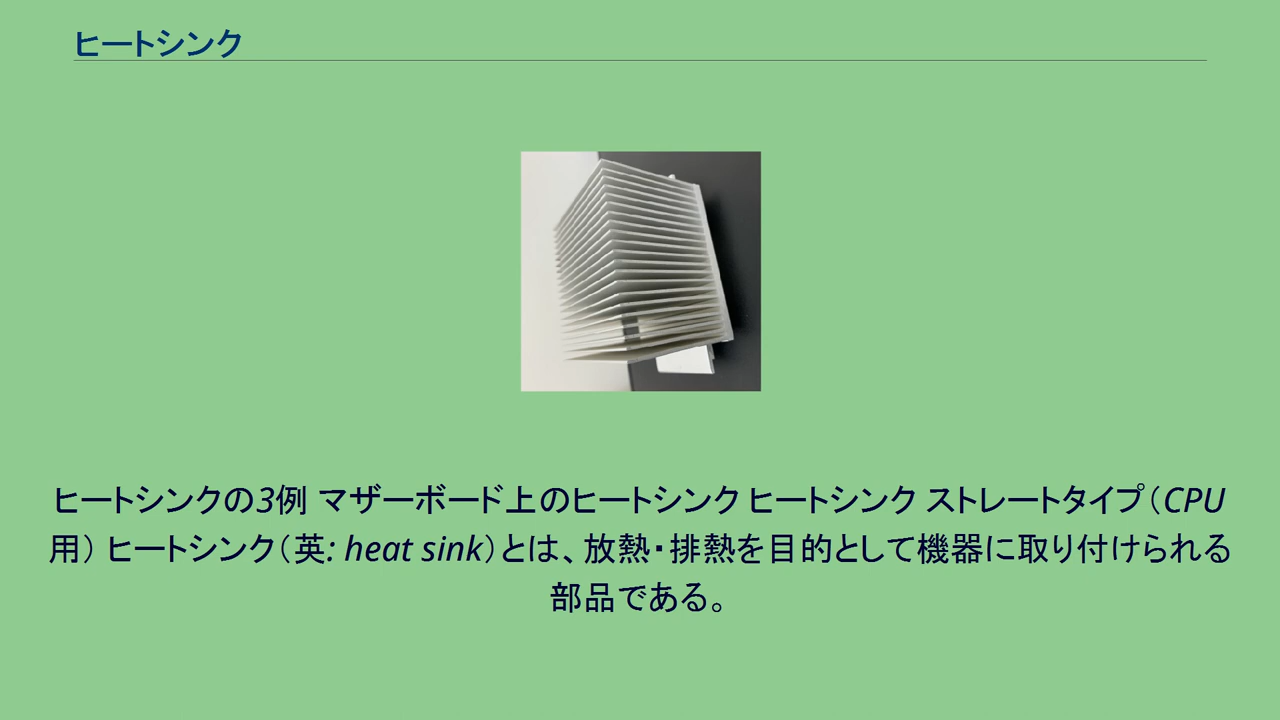 ヒートシンク
ヒートシンクの3例 マザーボード上のヒートシンク ヒートシンク ストレートタイプ（CPU
用） ヒートシンク（英: heat sink）とは、放熱・排熱を目的として機器に取り付けられる
部品である。